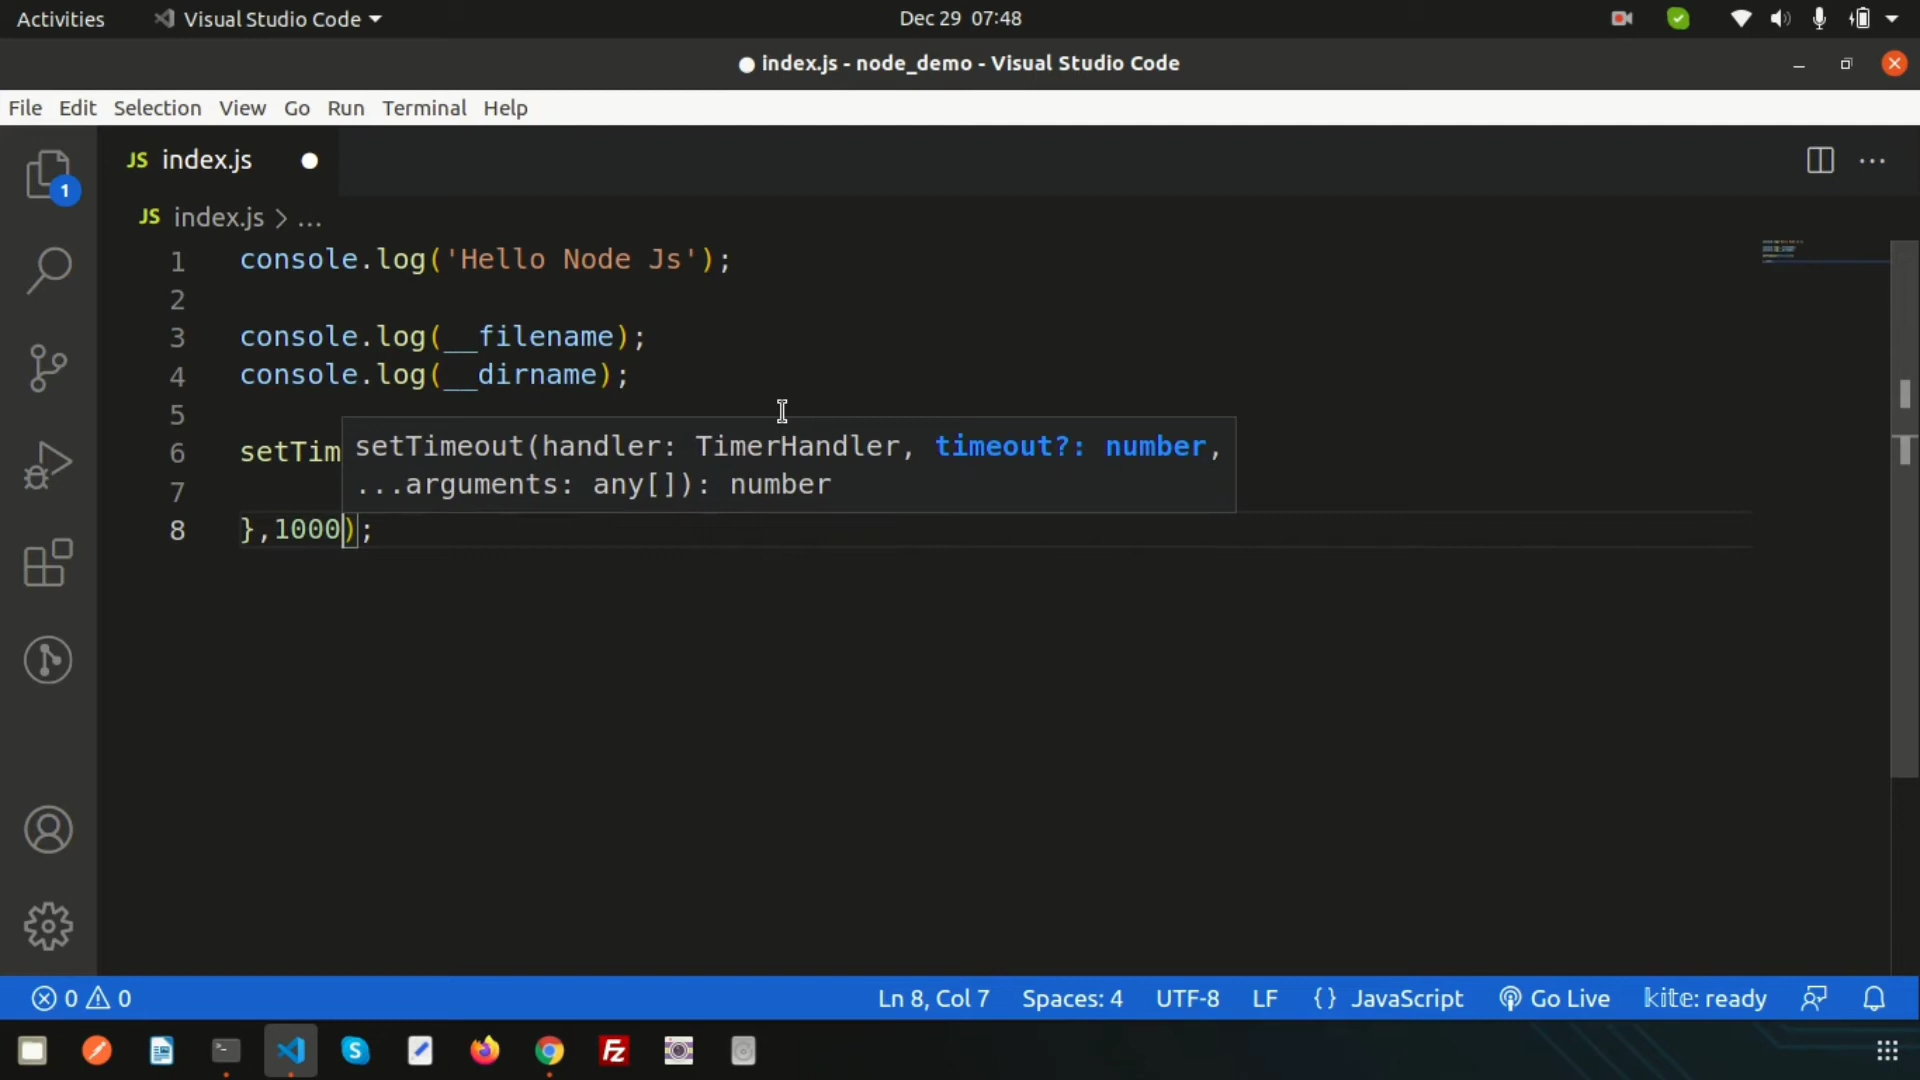 Activities Visual Studio Code Dec 29 07:48
index.js - node_demo - Visual Studio Code
File Edit Selection View Go Run Terminal Help
1
JS index.js
JS index.js > ...
1 console.log('Hello Node Js');
2
3 console.log(__filename);
4 console.log(__dirname);
5
6 setTim
setTimeout(handler: TimerHandler, timeout?: number,
7
...arguments: any[]): number
8 },1000);
0 0 Ln 8, Col 7 Spaces: 4 UTF-8 LF {} JavaScript Go Live kite: ready